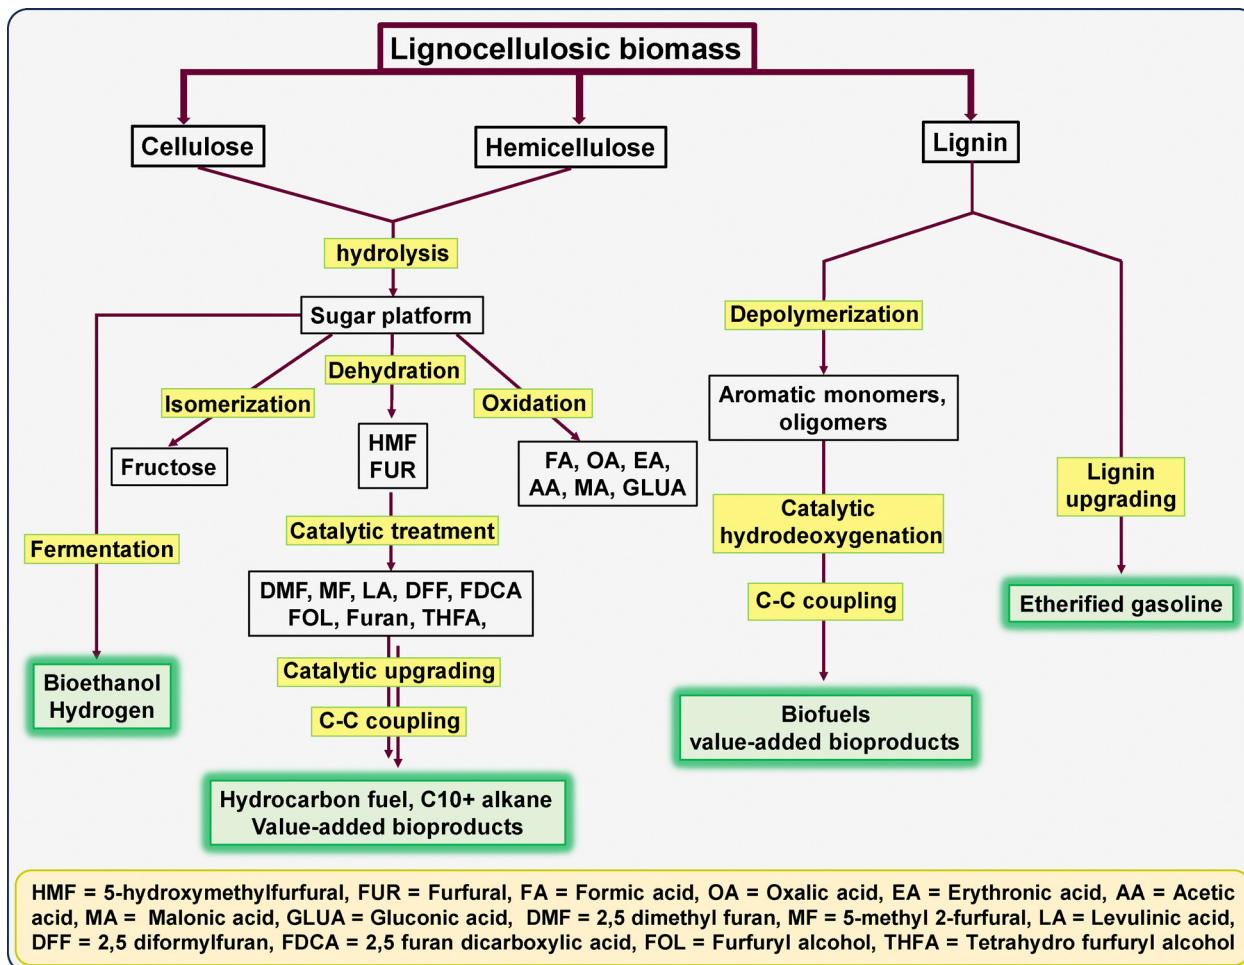 Lignocellulosic biomass
Cellulose
Hemicellulose
Lignin
hydrolysis
Sugar platform
Depolymerization
Dehydration
Isomerization
Oxidation
Aromatic monomers,
oligomers
HMF
FUR
Fructose
FA, OA, EA,
AA, MA, GLUA
Lignin
upgrading
Catalytic treatment
Catalytic
hydrodeoxygenation
Fermentation
DMF, MF, LA, DFF, FDCA
FOL, Furan, THFA,
C-C coupling
Etherified gasoline
Catalytic upgrading
Bioethanol
Hydrogen
C-C coupling
Biofuels
value-added bioproducts
Hydrocarbon fuel, C10+ alkane
Value-added bioproducts
HMF = 5-hydroxymethylfurfural, FUR = Furfural, FA = Formic acid, OA = Oxalic acid, EA = Erythronic acid, AA = Acetic
acid, MA = Malonic acid, GLUA = Gluconic acid, DMF = 2,5 dimethyl furan, MF = 5-methyl 2-furfural, LA = Levulinic acid,
DFF = 2,5 diformylfuran, FDCA = 2,5 furan dicarboxylic acid, FOL = Furfuryl alcohol, THFA = Tetrahydro furfuryl alcohol